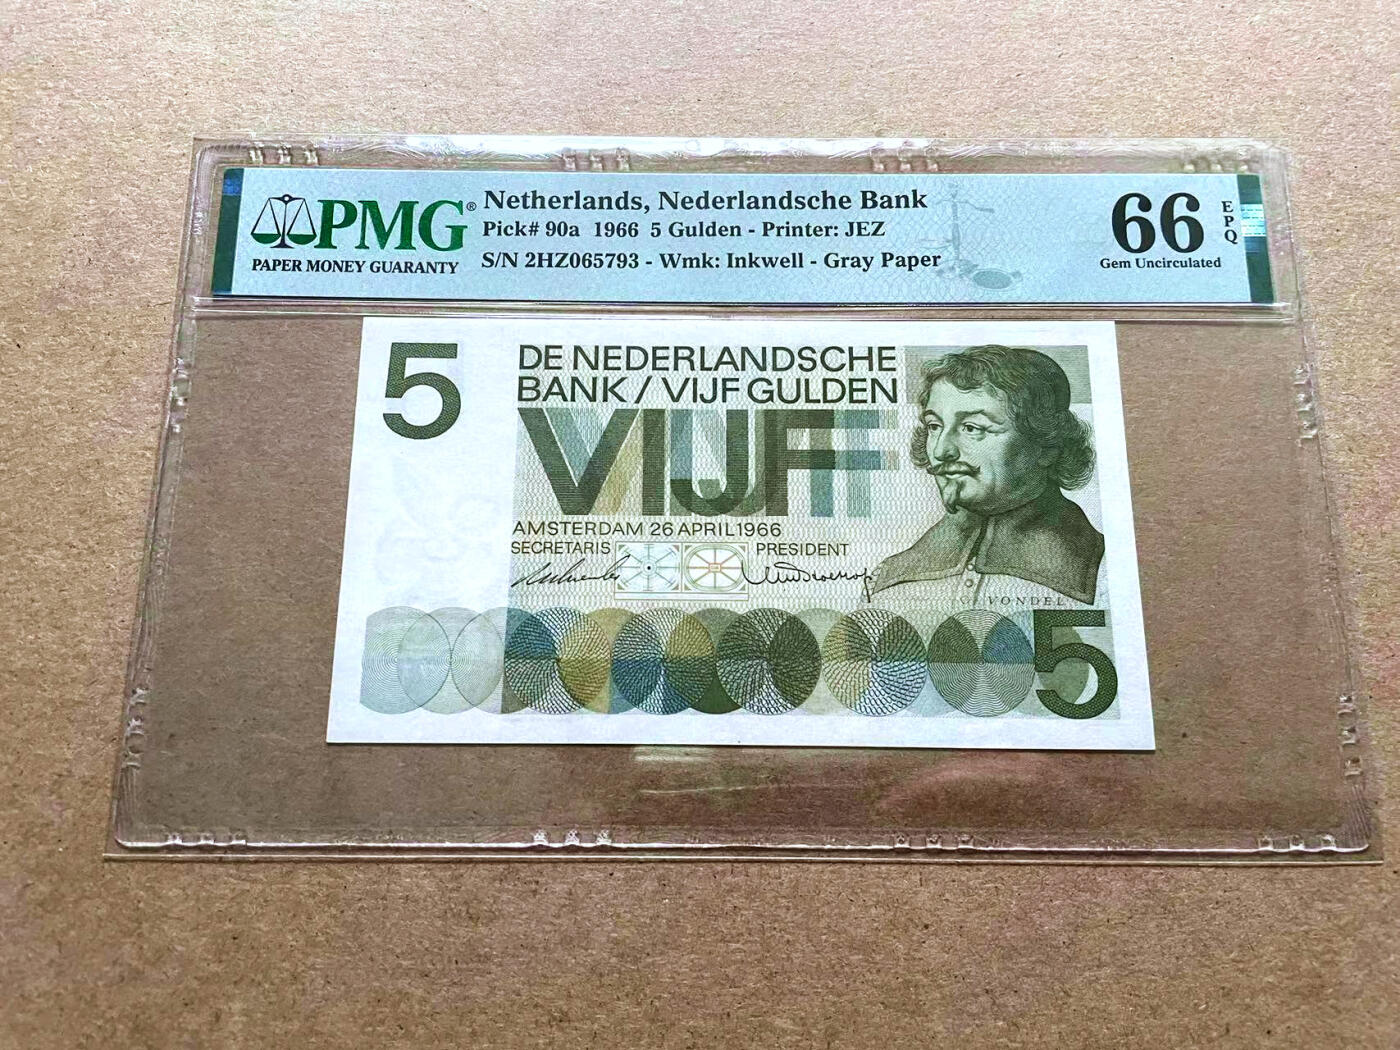 PMG®
PAPER MONEY GUARANTY
Netherlands, Nederlandsche Bank
Pick# 90a 1966 5 Gulden - Printer: JEZ
S/N 2HZ065793 - Wmk: Inkwell - Gray Paper
66 EPQ
Gem Uncirculated
5
DE NEDERLANDSCHE
BANK / VIJF GULDEN
VIJF
AMSTERDAM 26 APRIL 1966
SECRETARIS PRESIDENT
VONDEL
5